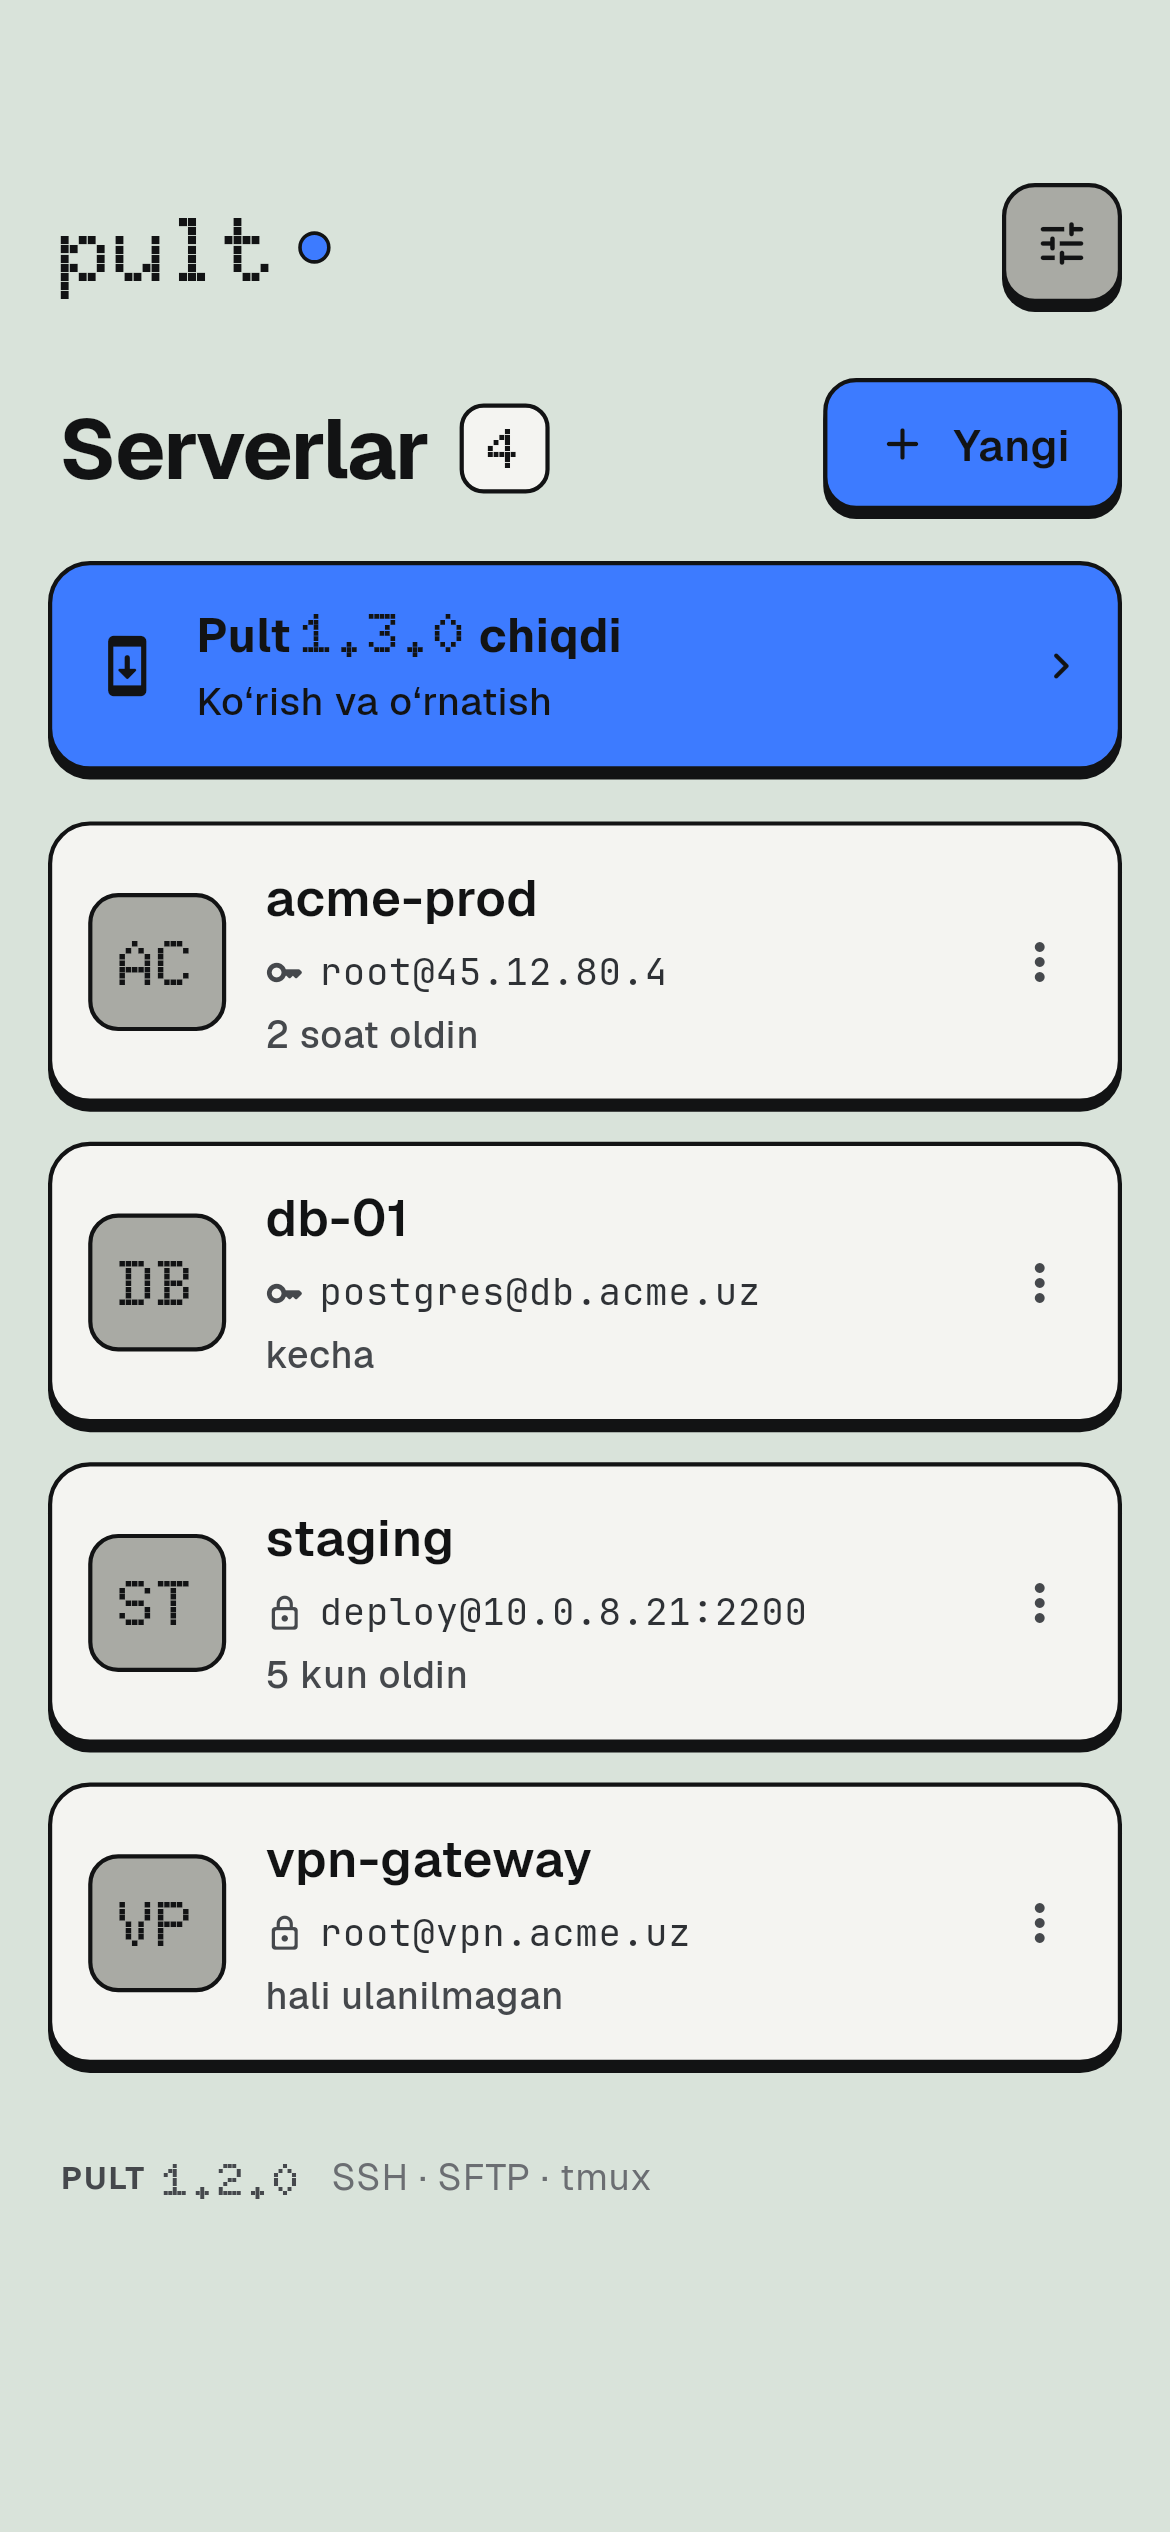 pult
Serverlar 4
Yangi
Pult 1.3.0 chiqdi
Ko‘rish va o‘rnatish
AC
acme-prod
root@45.12.80.4
2 soat oldin
DB
db-01
postgres@db.acme.uz
kecha
ST
staging
deploy@10.0.8.21:2200
5 kun oldin
VP
vpn-gateway
root@vpn.acme.uz
hali ulanilmagan
PULT 1.2.0 SSH · SFTP · tmux